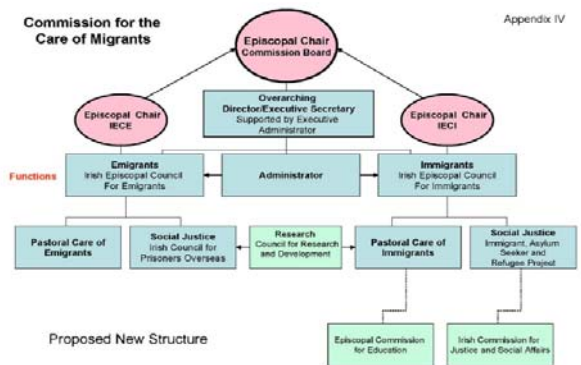 Commission for the
Care of Migrants
Appendix IV
Episcopal Chair
Commission Board
Overarching
Director/Executive Secretary
Supported by Executive
Administrator
Episcopal Chair
IECE
Episcopal Chair
IECI
Functions
Emigrants
Irish Episcopal Council
For Emigrants
Administrator
Immigrants
Irish Episcopal Council
For Immigrants
Pastoral Care of
Emigrants
Social Justice
Irish Council for
Prisoners Overseas
Research
Council for Research
and Development
Pastoral Care of
Immigrants
Social Justice
Immigrant, Asylum
Seeker and
Refugee Project
Proposed New Structure
Episcopal Commission
for Education
Irish Commission for
Justice and Social Affairs